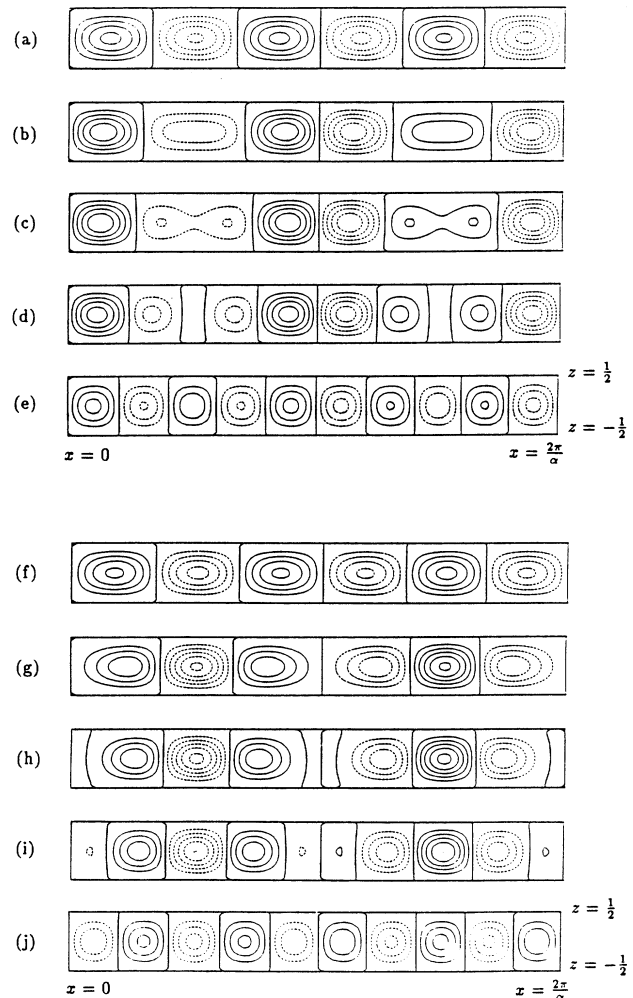 (a)
(b)
(c)
(d)
(e)
z = 1/2
z = −1/2
x = 0
x = 2π/α
(f)
(g)
(h)
(i)
(j)
z = 1/2
z = −1/2
x = 0
x = 2π/α